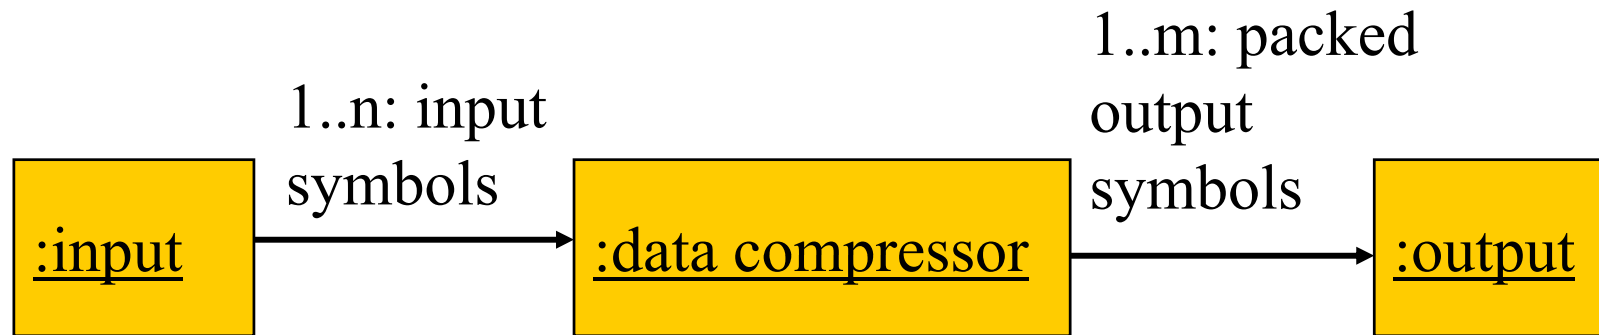 :input
1..n: input
symbols
:data compressor
1..m: packed
output
symbols
:output